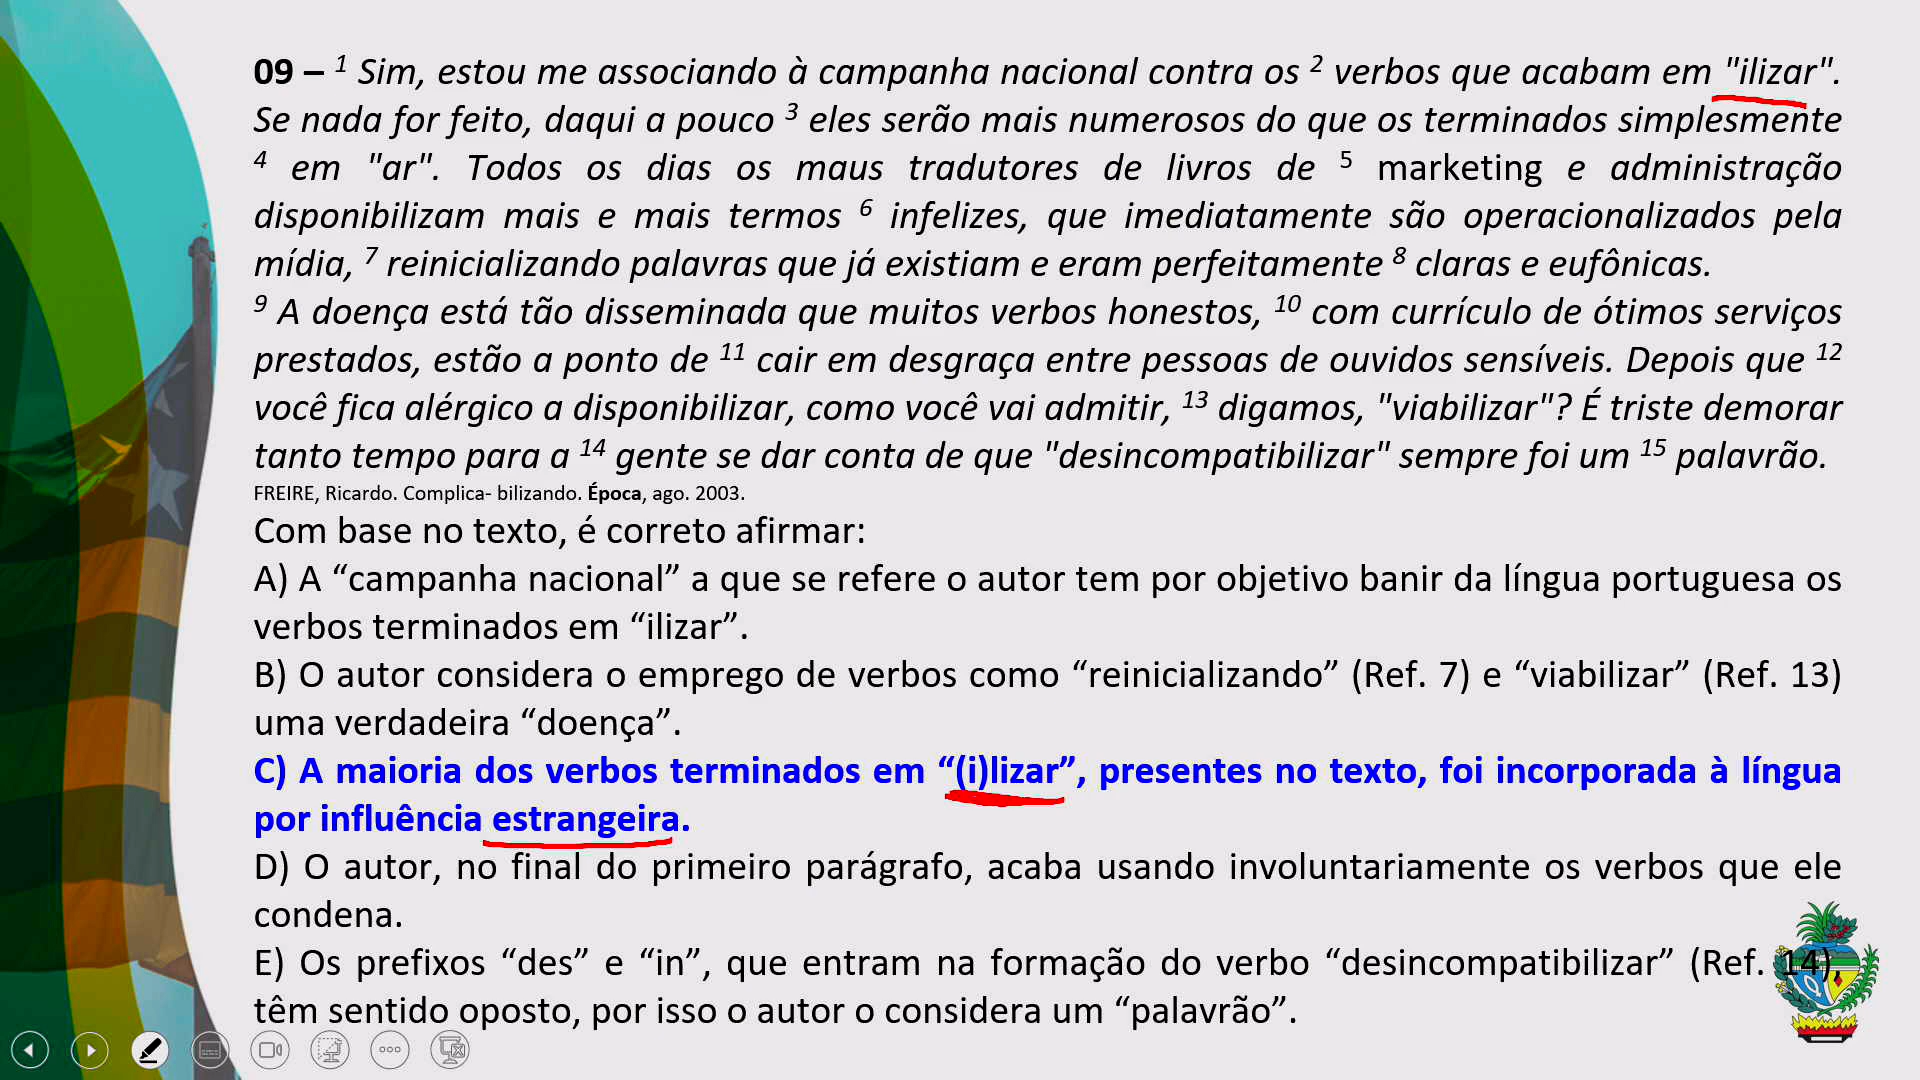 09 – 1 Sim, estou me associando à campanha nacional contra os 2 verbos que acabam em "ilizar".
Se nada for feito, daqui a pouco 3 eles serão mais numerosos do que os terminados simplesmente
4 em "ar". Todos os dias os maus tradutores de livros de 5 marketing e administração
disponibilizam mais e mais termos 6 infelizes, que imediatamente são operacionalizados pela
mídia, 7 reinicializando palavras que já existiam e eram perfeitamente 8 claras e eufônicas.
9 A doença está tão disseminada que muitos verbos honestos, 10 com currículo de ótimos serviços
prestados, estão a ponto de 11 cair em desgraça entre pessoas de ouvidos sensíveis. Depois que 12
você fica alérgico a disponibilizar, como você vai admitir, 13 digamos, "viabilizar"? É triste demorar
tanto tempo para a 14 gente se dar conta de que "desincompatibilizar" sempre foi um 15 palavrão.
FREIRE, Ricardo. Complica- bilizando. Época, ago. 2003.
Com base no texto, é correto afirmar:
A) A “campanha nacional” a que se refere o autor tem por objetivo banir da língua portuguesa os
verbos terminados em “ilizar”.
B) O autor considera o emprego de verbos como “reinicializando” (Ref. 7) e “viabilizar” (Ref. 13)
uma verdadeira “doença”.
C) A maioria dos verbos terminados em “(i)lizar”, presentes no texto, foi incorporada à língua
por influência estrangeira.
D) O autor, no final do primeiro parágrafo, acaba usando involuntariamente os verbos que ele
condena.
E) Os prefixos “des” e “in”, que entram na formação do verbo “desincompatibilizar” (Ref. 14),
têm sentido oposto, por isso o autor o considera um “palavrão”.